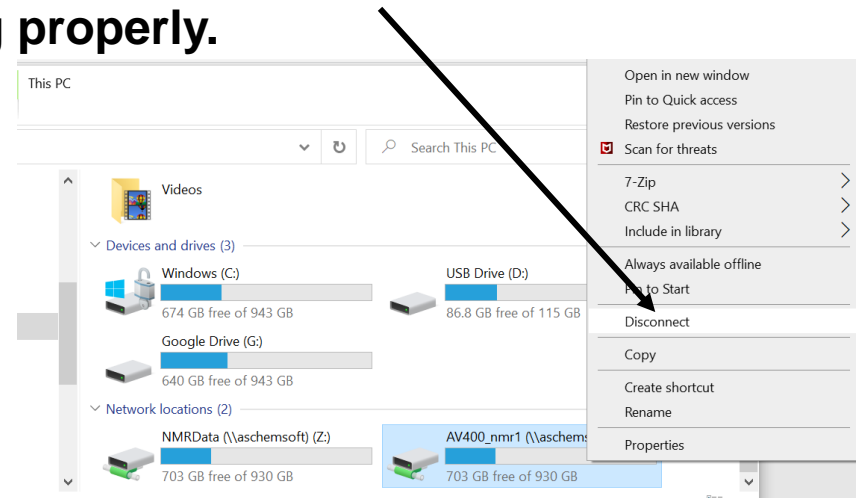 properly.
This PC
Search This PC
Videos
Devices and drives (3)
Windows (C:)
674 GB free of 943 GB
USB Drive (D:)
86.8 GB free of 115 GB
Google Drive (G:)
640 GB free of 943 GB
Network locations (2)
NMRData (\\aschemsoft) (Z:)
703 GB free of 930 GB
AV400_nmr1 (\\aschems
703 GB free of 930 GB
Open in new window
Pin to Quick access
Restore previous versions
Scan for threats
7-Zip
CRC SHA
Include in library
Always available offline
Pin to Start
Disconnect
Copy
Create shortcut
Rename
Properties